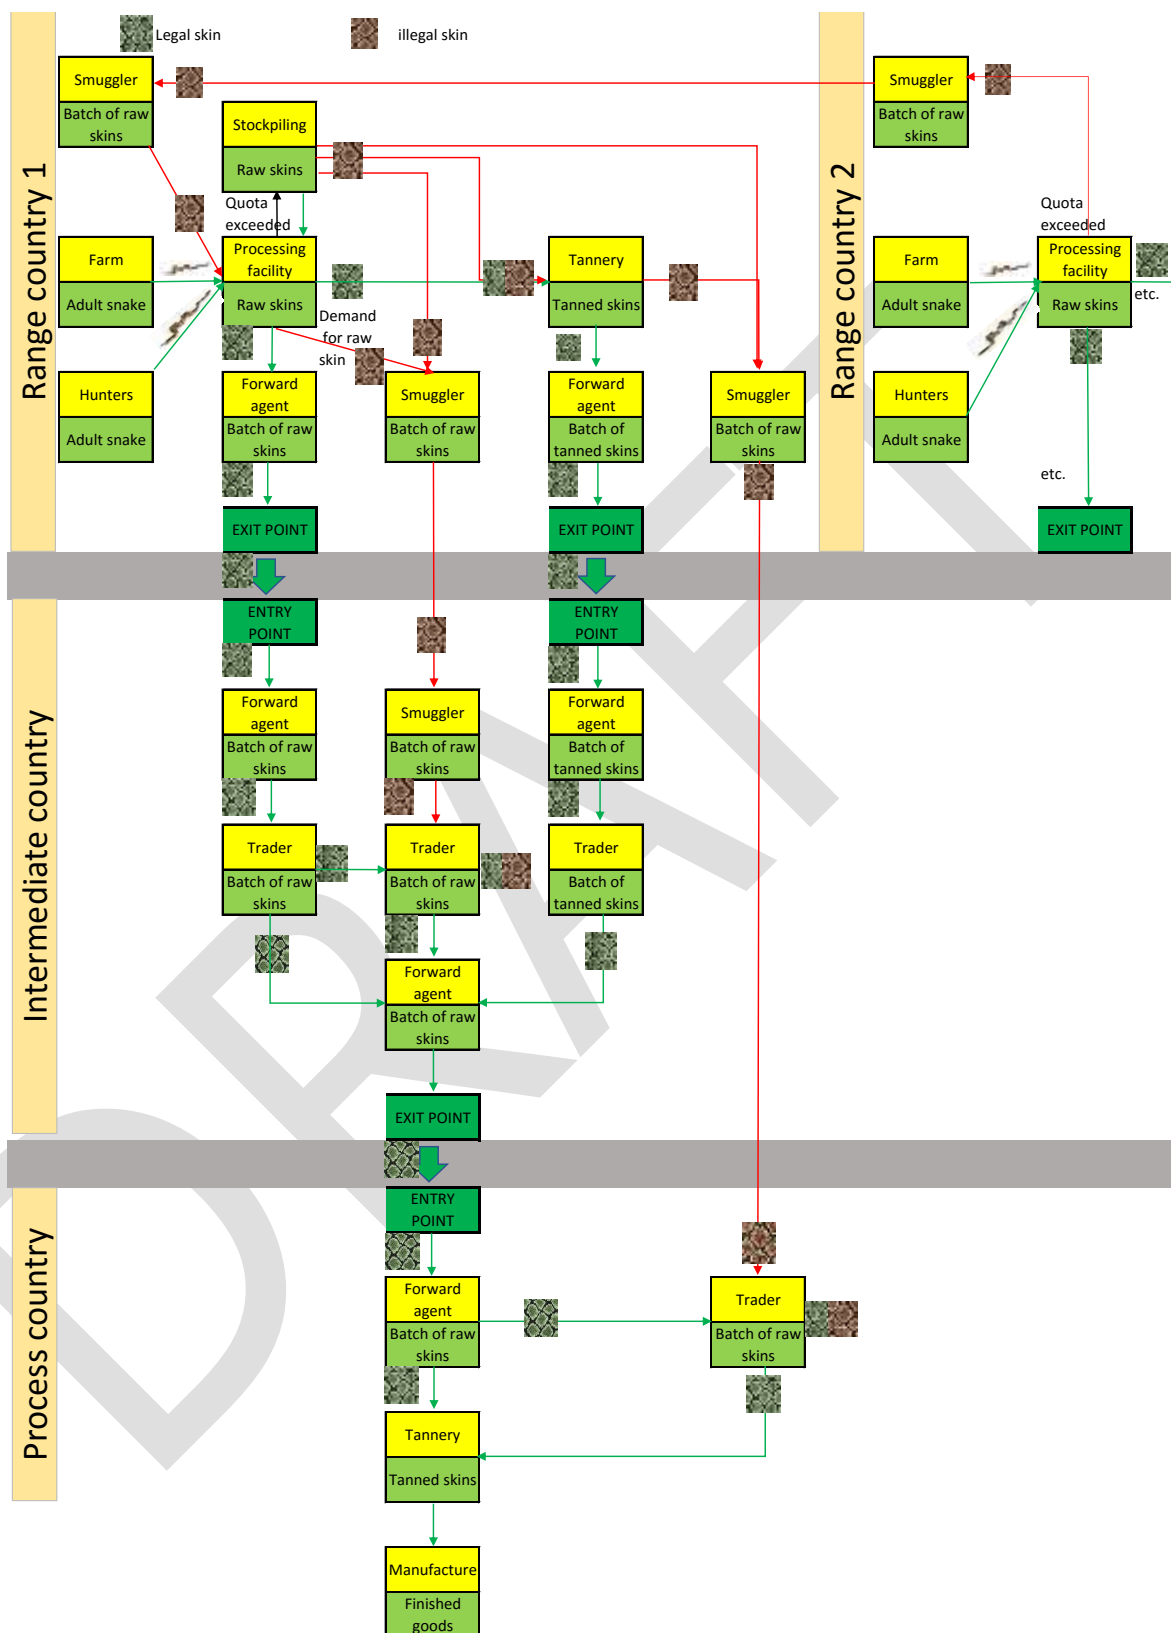 Legal skin
illegal skin
Range country 1
Smuggler
Batch of raw
skins
Stockpiling
Raw skins
Quota
exceeded
Farm
Adult snake
Processing
facility
Raw skins
Tannery
Tanned skins
Demand
for raw
skin
Hunters
Adult snake
Forward
agent
Batch of raw
skins
Smuggler
Batch of raw
skins
Forward
agent
Batch of
tanned skins
Smuggler
Batch of raw
skins
EXIT POINT
EXIT POINT
Range country 2
Smuggler
Batch of raw
skins
Quota
exceeded
Farm
Adult snake
Processing
facility
Raw skins
etc.
Hunters
Adult snake
etc.
EXIT POINT
Intermediate country
ENTRY
POINT
ENTRY
POINT
Forward
agent
Batch of raw
skins
Smuggler
Batch of raw
skins
Forward
agent
Batch of
tanned skins
Trader
Batch of raw
skins
Trader
Batch of raw
skins
Trader
Batch of
tanned skins
Forward
agent
Batch of raw
skins
EXIT POINT
Process country
ENTRY
POINT
Forward
agent
Batch of raw
skins
Trader
Batch of raw
skins
Tannery
Tanned skins
Manufacture
Finished
goods
DRAFT